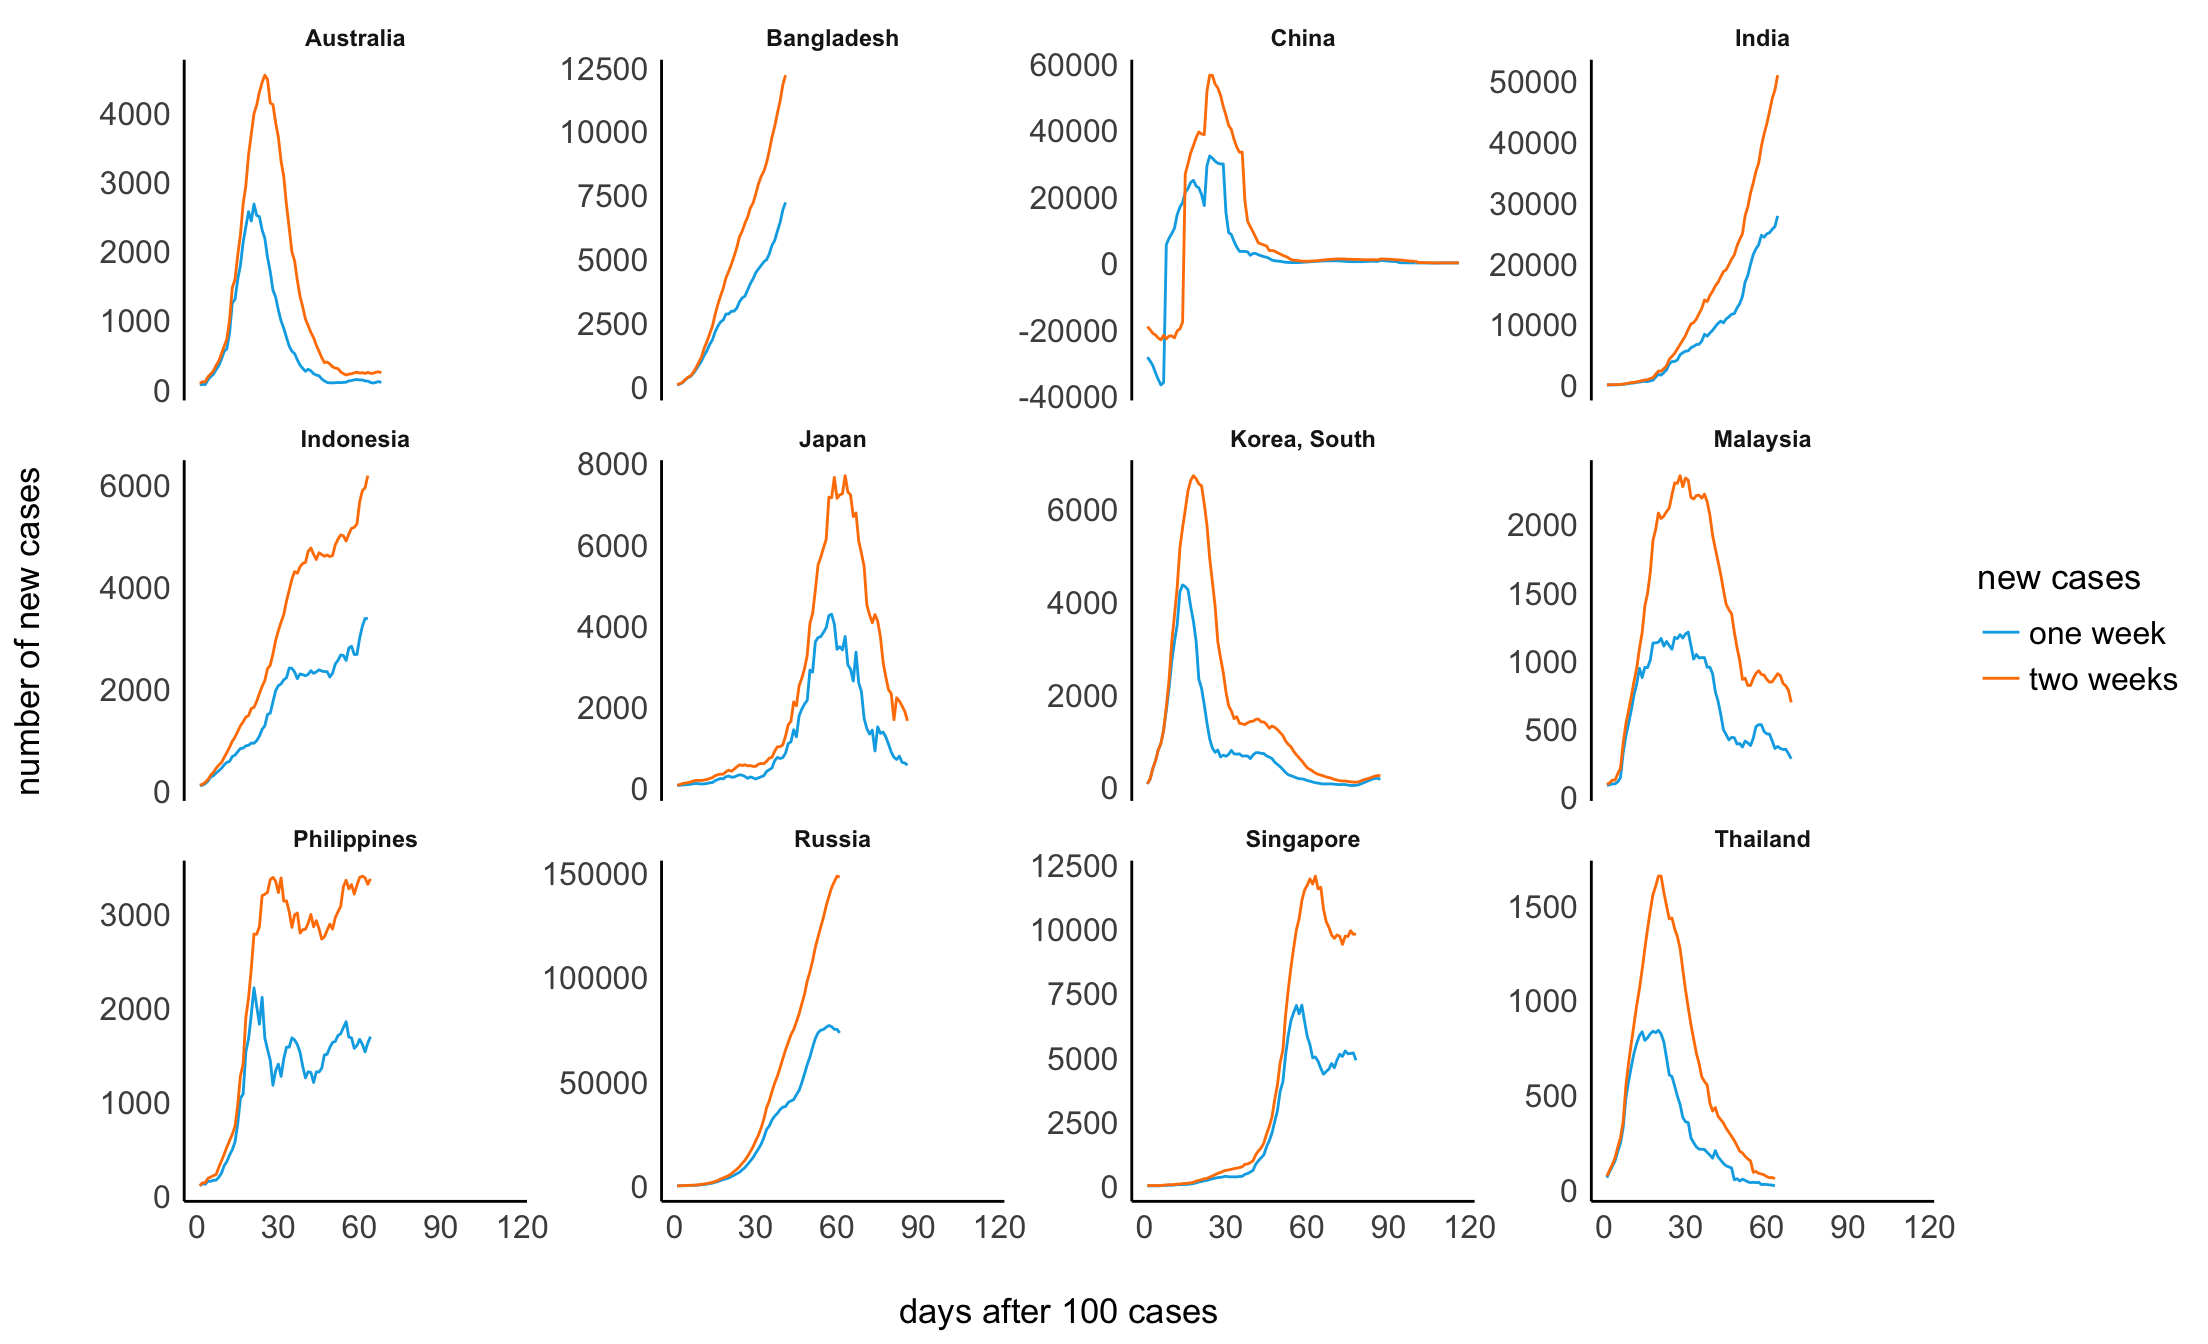 Australia
Bangladesh
China
India
4000
3000
2000
1000
0
12500
10000
7500
5000
2500
0
60000
40000
20000
0
-20000
-40000
50000
40000
30000
20000
10000
0
Indonesia
Japan
Korea, South
Malaysia
6000
4000
2000
0
8000
6000
4000
2000
0
6000
4000
2000
0
2000
1500
1000
500
0
Philippines
Russia
Singapore
Thailand
3000
2000
1000
0
150000
100000
50000
0
12500
10000
7500
5000
2500
0
1500
1000
500
0
0 30 60 90 120
0 30 60 90 120
0 30 60 90 120
0 30 60 90 120
days after 100 cases
number of new cases
new cases
one week
two weeks